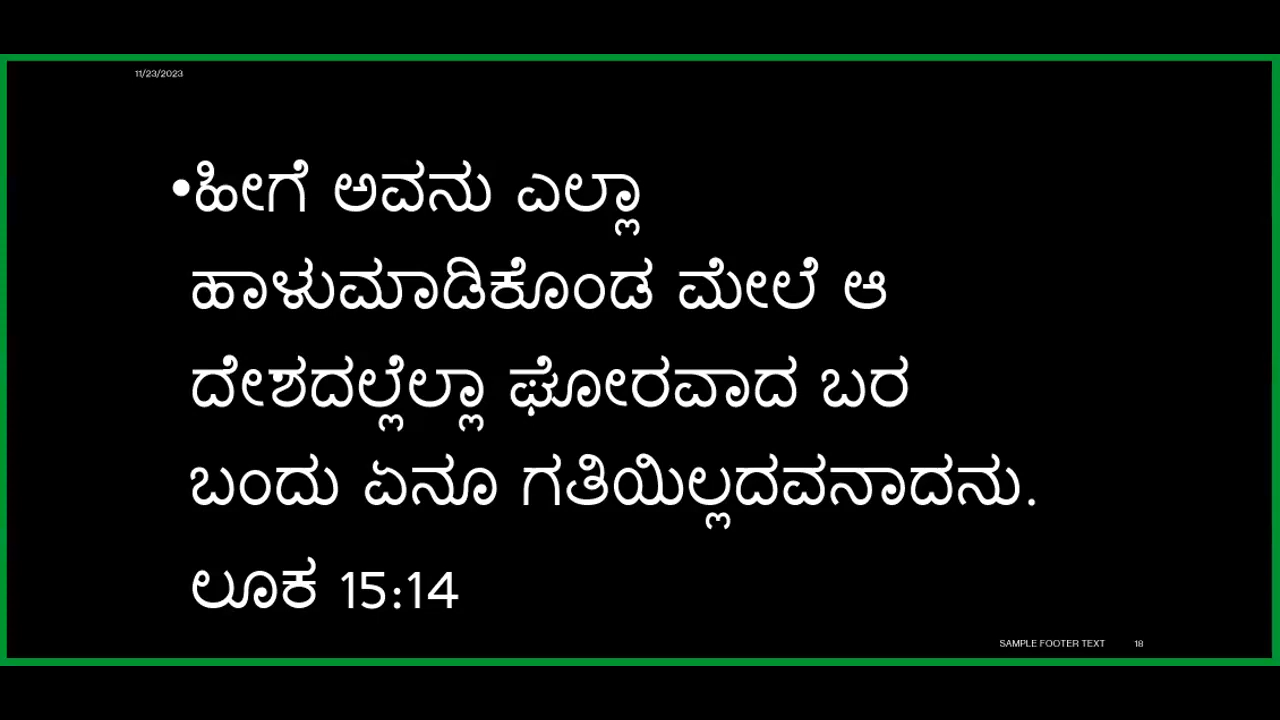 11/23/2023
•ಹೀಗೆ ಅವನು ಎಲ್ಲಾ
ಹಾಳುಮಾಡಿಕೊಂಡ ಮೇಲೆ ಆ
ದೇಶದಲ್ಲೆಲ್ಲಾ ಘೋರವಾದ ಬರ
ಬಂದು ಏನೂ ಗತಿಯಿಲ್ಲದವನಾದನು.
ಲೂಕ 15:14
SAMPLE FOOTER TEXT 18